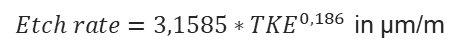 Etch rate = 3,1585 * TKE^0,186 in µm/m